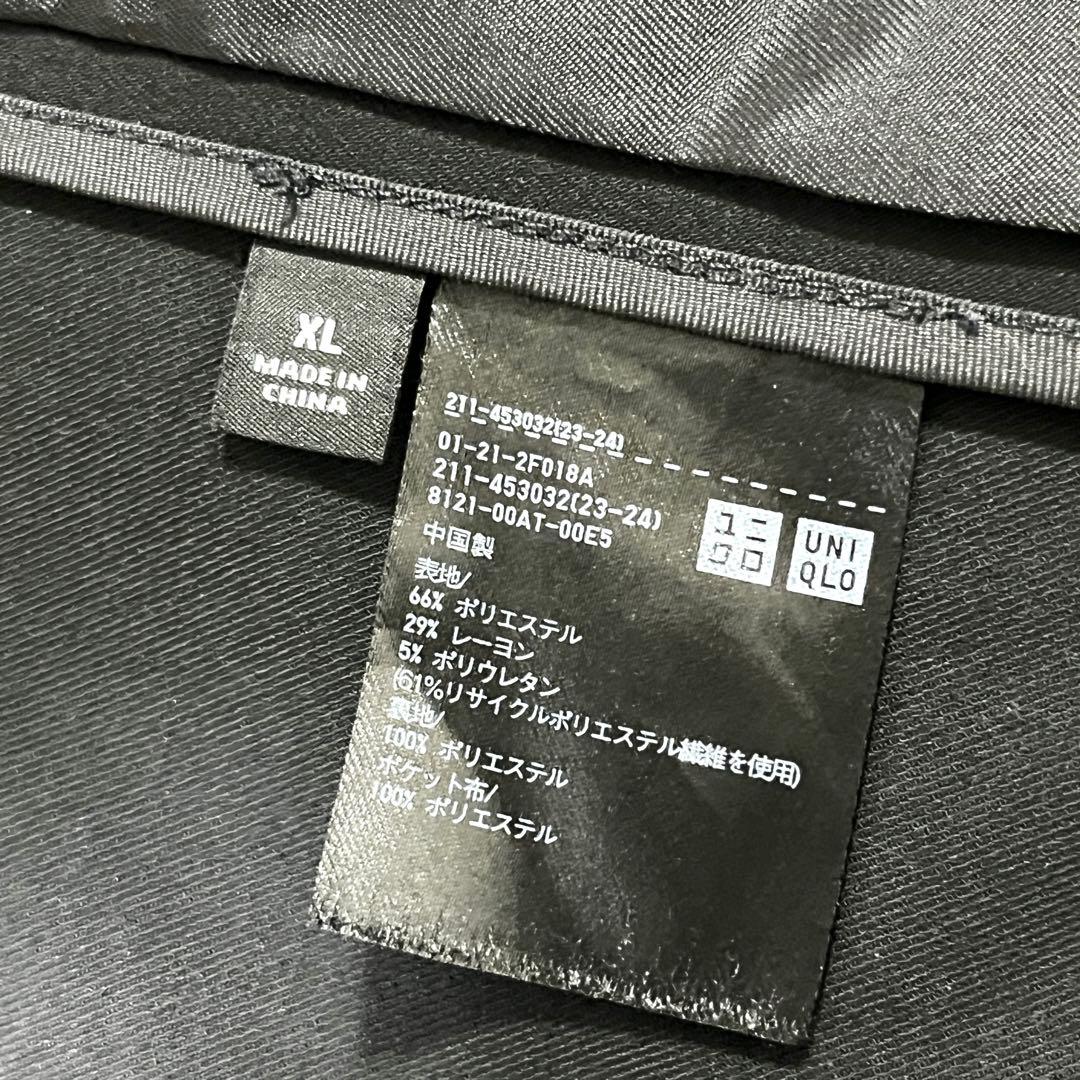 XL
MADE IN
CHINA
211-453032(23-24)
01-21-2F018A
211-453032(23-24)
8121-00AT-00E5
ユニ
クロ
UNI
QLO
中国製
表地/
66% ポリエステル
29% レーヨン
5% ポリウレタン
(61%リサイクルポリエステル繊維を使用)
裏地/
100% ポリエステル
ポケット布/
100% ポリエステル